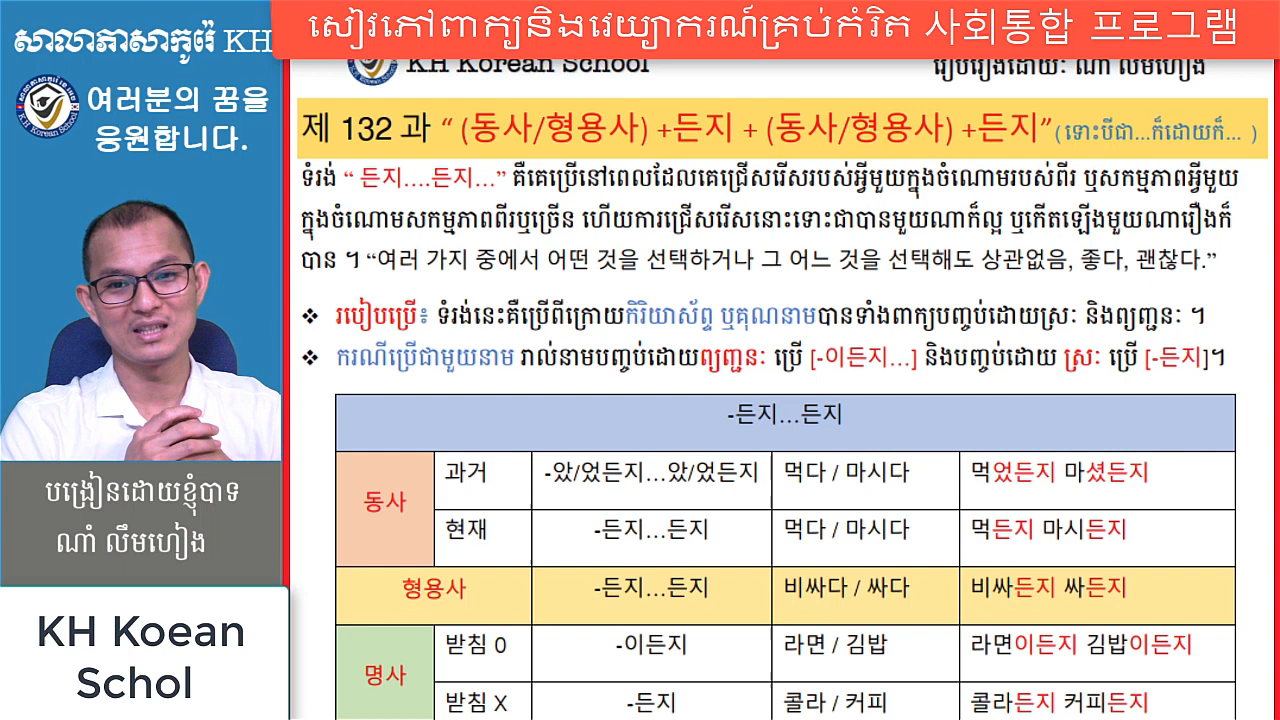 សៀវភៅពាក្យនិងវេយ្យាករណ៍គ្រប់កំរិត 사회통합 프로그램
សាលាភាសាកូរ៉េ KH
여러분의 꿈을
응원합니다.
KH Korean School
រៀបរៀងដោយ: ណាំ លឹមហៀង
제 132 과 “ (동사/형용사) +든지 + (동사/형용사) +든지” ( ទោះបីជា...ក៏ដោយក៏... )
ទំរង់ “ 든지....든지...” គឺគេប្រើនៅពេលដែលគេជ្រើសរើសរបស់អ្វីមួយក្នុងចំណោមរបស់ពីរ ឬសកម្មភាពអ្វីមួយ
ក្នុងចំណោមសកម្មភាពពីរឬច្រើន ហើយការជ្រើសរើសនោះទោះជាបានមួយណាក៏ល្អ ឬកើតឡើងមួយណារឿងក៏
បាន ។ “여러 가지 중에서 어떤 것을 선택하거나 그 어느 것을 선택해도 상관없음, 좋다, 괜찮다.”
❖ របៀបប្រើ៖ ទំរង់នេះគឺប្រើពីក្រោយកិរិយាស័ព្ទ ឬគុណនាមបានទាំងពាក្យបញ្ចប់ដោយស្រៈ និងព្យញ្ជនៈ ។
❖ ករណីប្រើជាមួយនាម រាល់នាមបញ្ចប់ដោយព្យញ្ជនៈ ប្រើ [-이든지...] និងបញ្ចប់ដោយ ស្រៈ ប្រើ [-든지]។
-든지...든지
동사 과거 -았/었든지...았/었든지 먹다 / 마시다 먹었든지 마셨든지
현재 -든지...든지 먹다 / 마시다 먹든지 마시든지
형용사 -든지...든지 비싸다 / 싸다 비싸든지 싸든지
명사 받침 0 -이든지 라면 / 김밥 라면이든지 김밥이든지
받침 X -든지 콜라 / 커피 콜라든지 커피든지
បង្រៀនដោយខ្ញុំបាទ
ណាំ លឹមហៀង
KH Koean
Schol